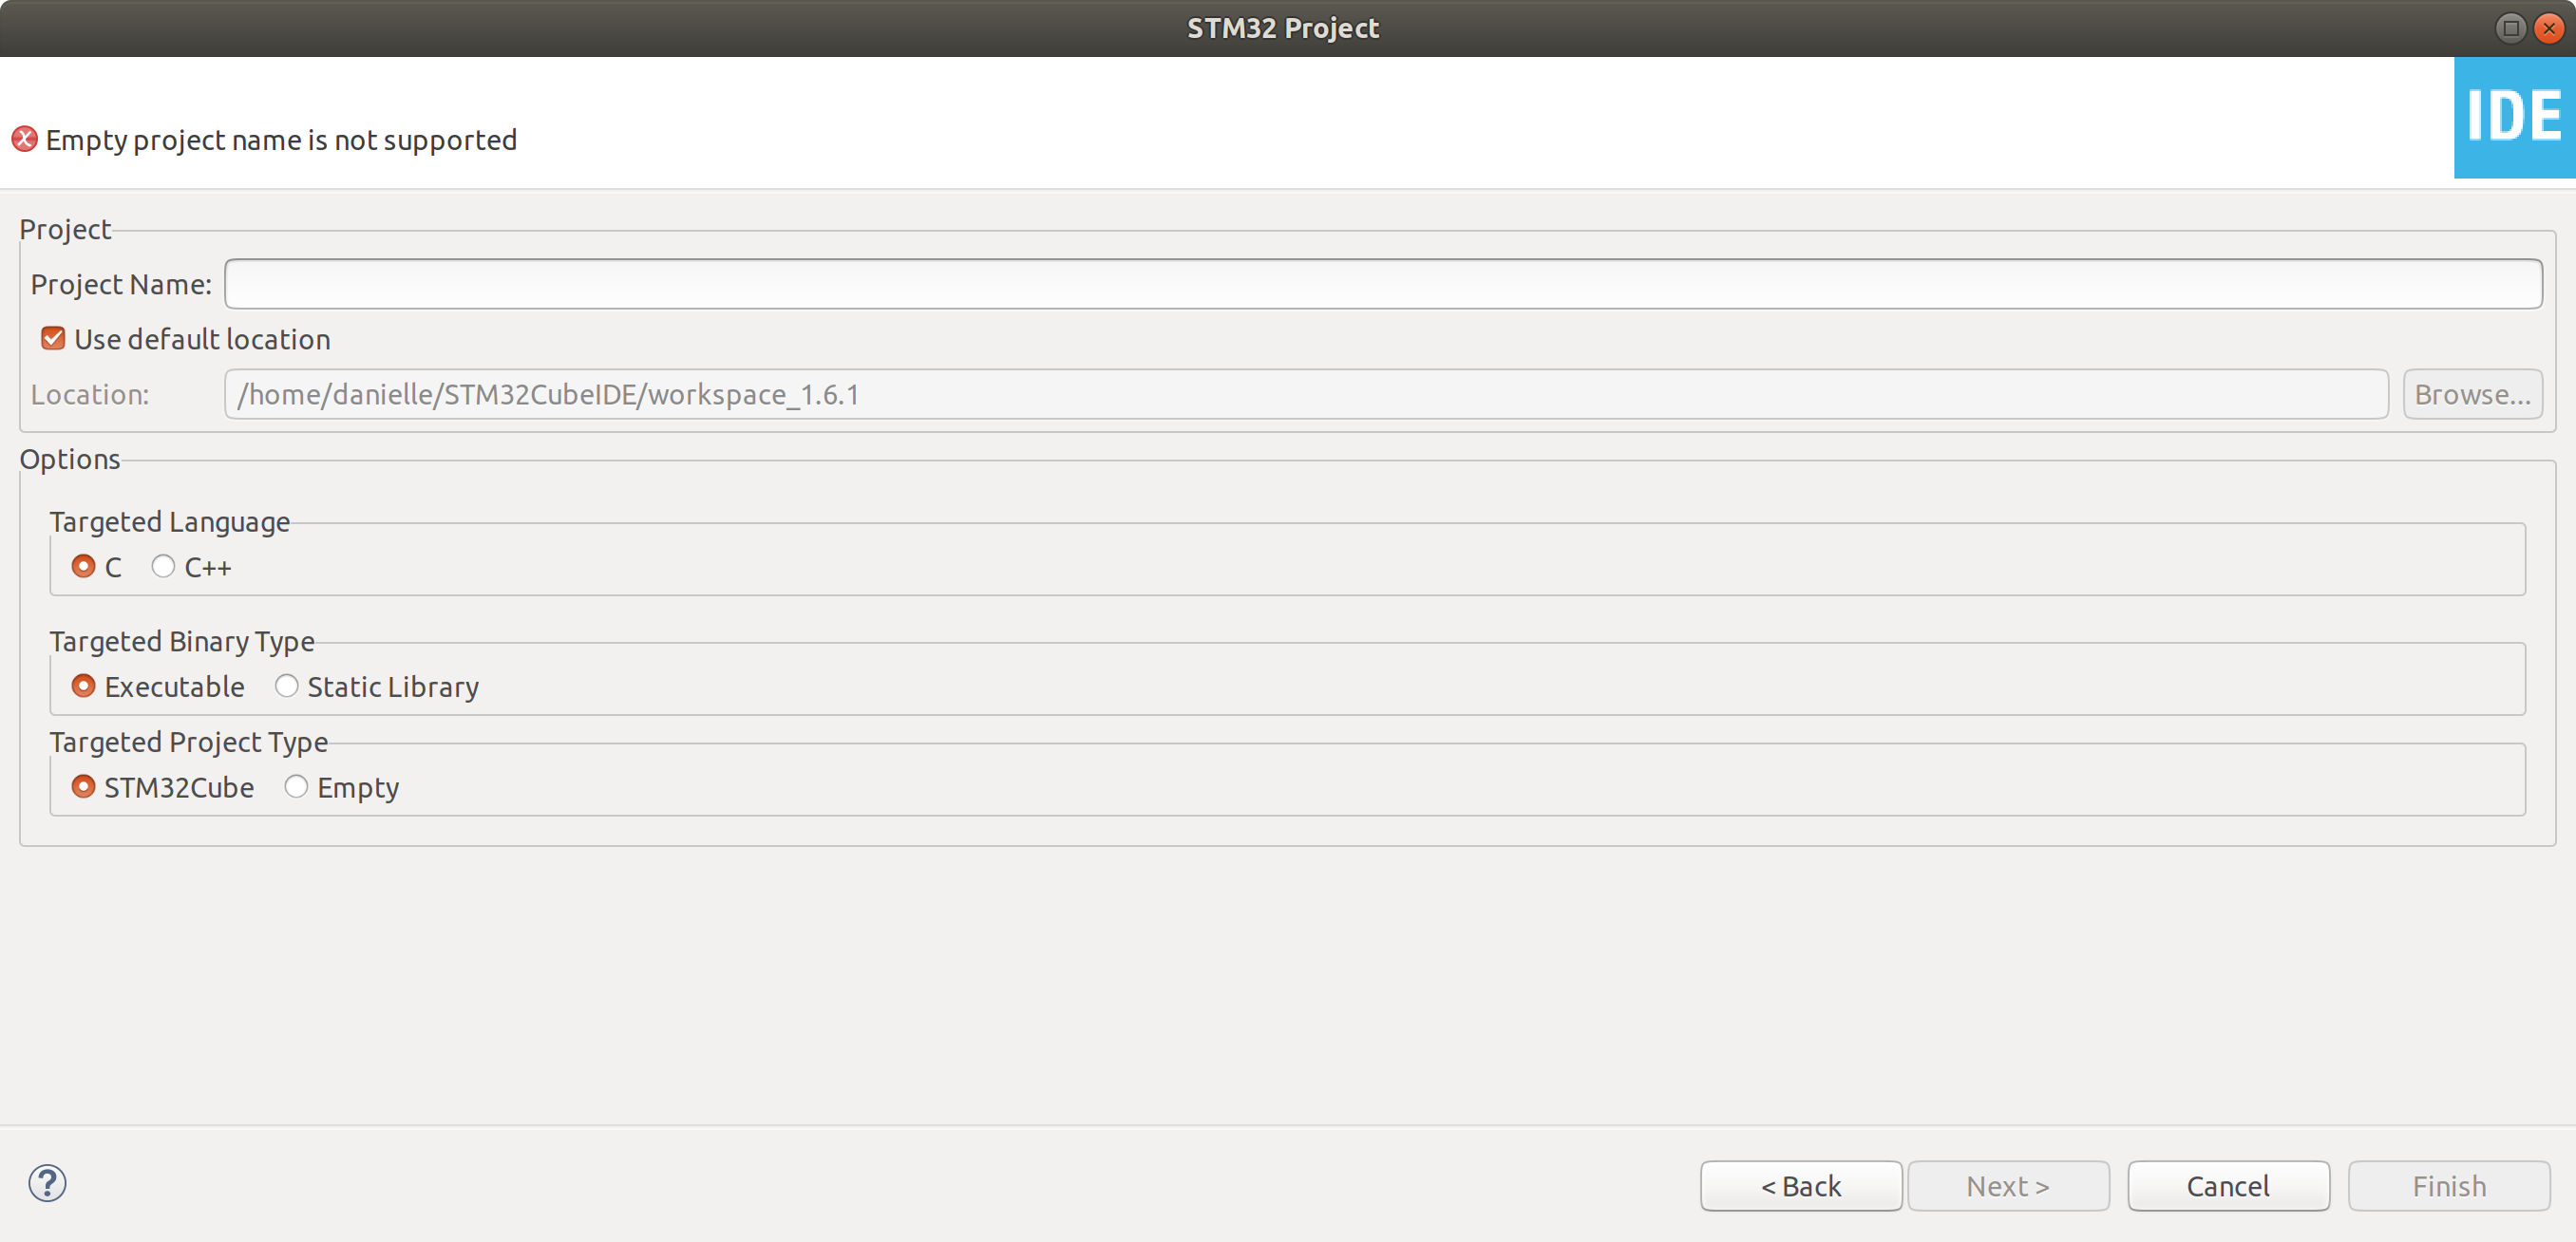 STM32 Project
IDE
Empty project name is not supported
Project
Project Name:
Use default location
Location: /home/danielle/STM32CubeIDE/workspace_1.6.1 Browse...
Options
Targeted Language
C C++
Targeted Binary Type
Executable Static Library
Targeted Project Type
STM32Cube Empty
? < Back Next > Cancel Finish